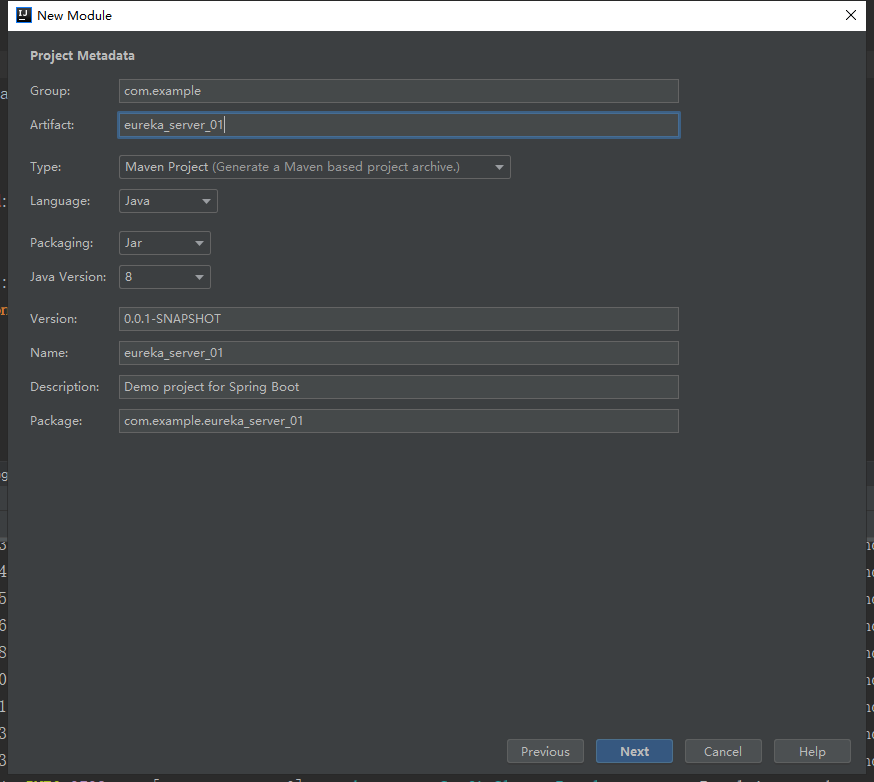 New Module
Project Metadata
Group: com.example
Artifact: eureka_server_01
Type: Maven Project (Generate a Maven based project archive.)
Language: Java
Packaging: Jar
Java Version: 8
Version: 0.0.1-SNAPSHOT
Name: eureka_server_01
Description: Demo project for Spring Boot
Package: com.example.eureka_server_01
Previous Next Cancel Help